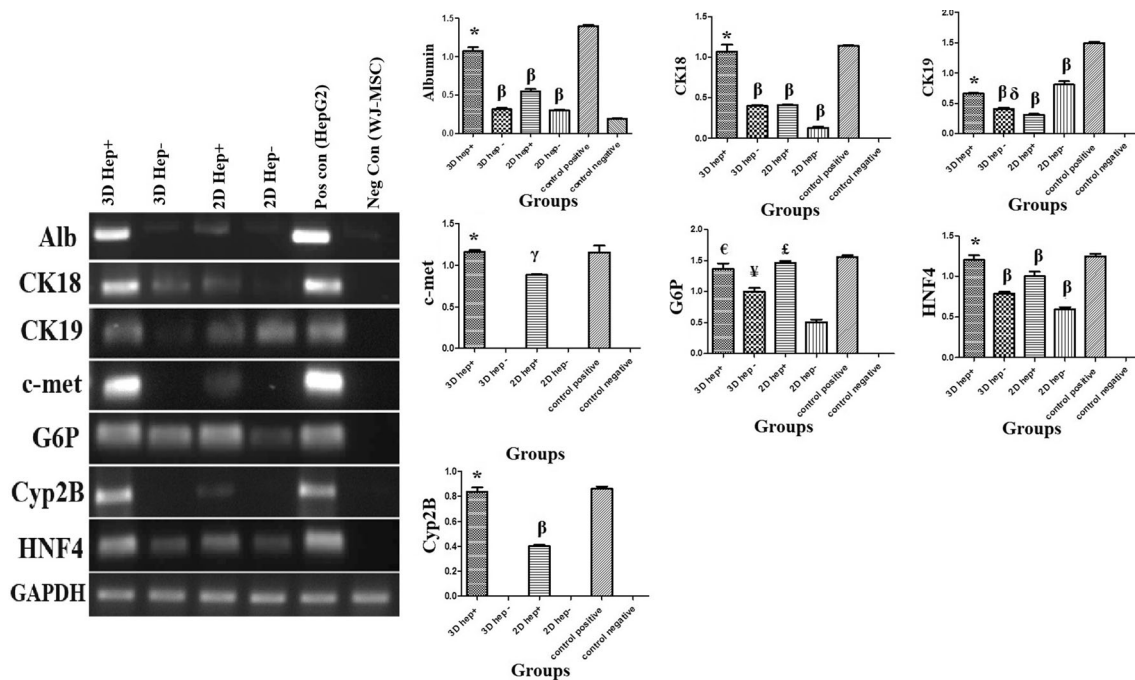 3D Hep+
3D Hep-
2D Hep+
2D Hep-
Pos con (HepG2)
Neg Con (WJ-MSC)
Alb
CK18
CK19
c-met
G6P
Cyp2B
HNF4
GAPDH
Albumin
1.5
1.0
0.5
0.0
*
β
β
β
3D hep+
3D hep-
2D hep+
2D hep-
control positive
control negative
Groups
CK18
1.5
1.0
0.5
0.0
*
β
β
β
3D hep+
3D hep-
2D hep+
2D hep-
control positive
control negative
Groups
CK19
2.0
1.5
1.0
0.5
0.0
*
β δ
β
β
3D hep+
3D hep-
2D hep+
2D hep-
control positive
control negative
Groups
c-met
1.5
1.0
0.5
0.0
*
γ
3D hep+
3D hep-
2D hep+
2D hep-
control positive
control negative
Groups
G6P
2.0
1.5
1.0
0.5
0.0
€
¥
£
3D hep+
3D hep-
2D hep+
2D hep-
control positive
control negative
Groups
HNF4
1.5
1.0
0.5
0.0
*
β
β
β
3D hep+
3D hep-
2D hep+
2D hep-
control positive
control negative
Groups
Cyp2B
1.0
0.8
0.6
0.4
0.2
0.0
*
β
3D hep+
3D hep-
2D hep+
2D hep-
control positive
control negative
Groups